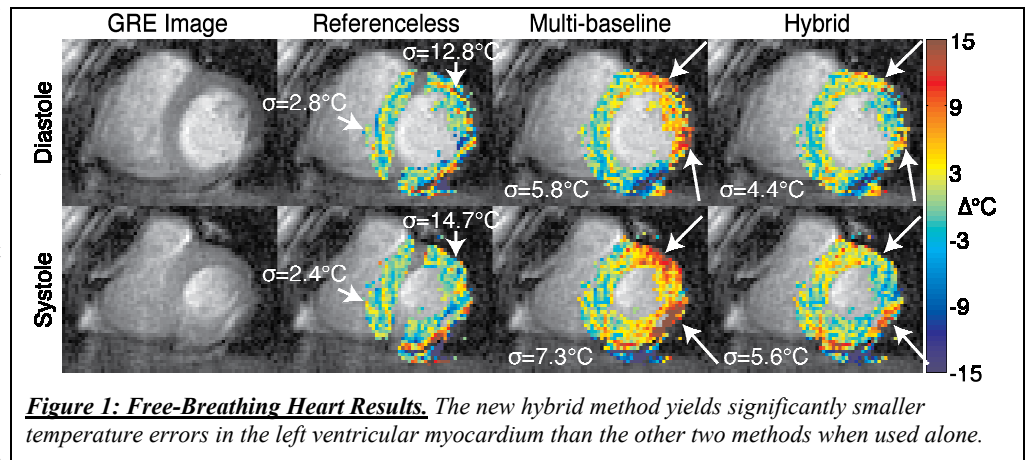 GRE Image Referenceless Multi-baseline Hybrid
Diastole
σ=12.8°C
σ=2.8°C
σ=5.8°C
σ=4.4°C
Systole
σ=14.7°C
σ=2.4°C
σ=7.3°C
σ=5.6°C
15
9
3
Δ°C
-3
-9
-15
Figure 1: Free-Breathing Heart Results. The new hybrid method yields significantly smaller
temperature errors in the left ventricular myocardium than the other two methods when used alone.